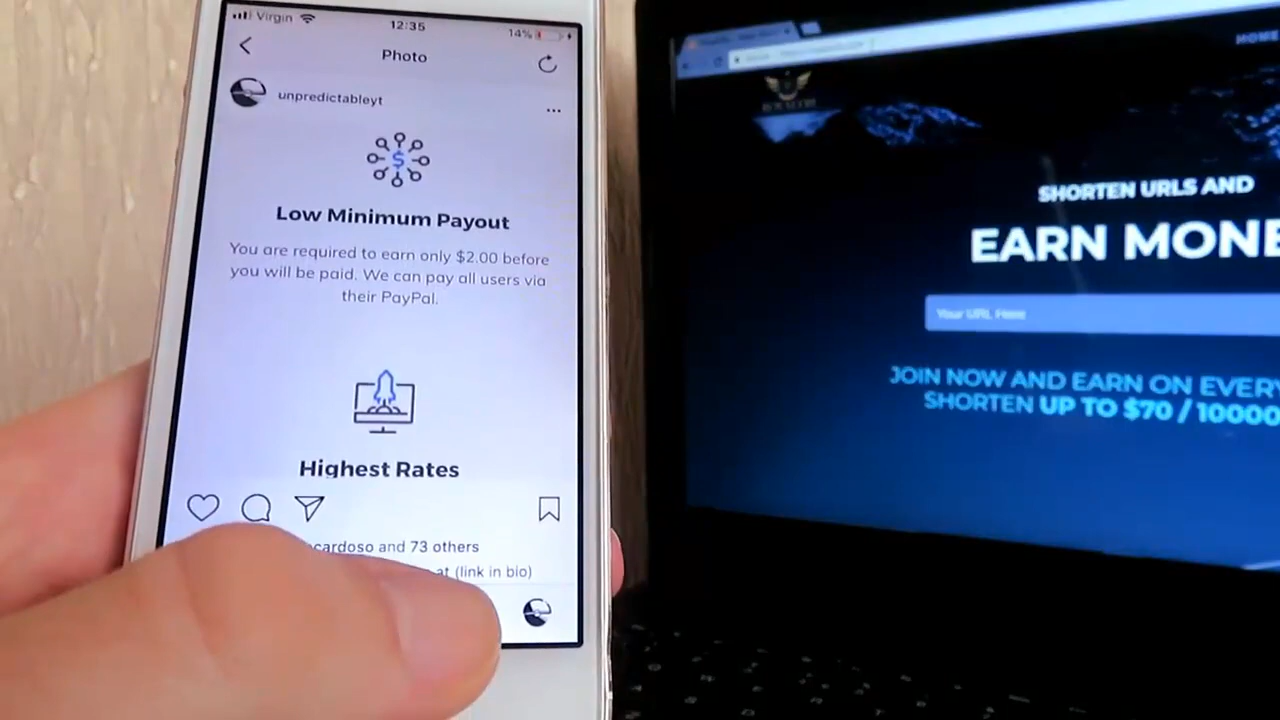 Virgin
12:35
14%
Photo
unpredictableyt
Low Minimum Payout
You are required to earn only $2.00 before
you will be paid. We can pay all users via
their PayPal.
Highest Rates
cardoso and 73 others
at (link in bio)
HOME
SHORTEN URLS AND
EARN MONE
Your URL Here
JOIN NOW AND EARN ON EVERY
SHORTEN UP TO $70 / 10000